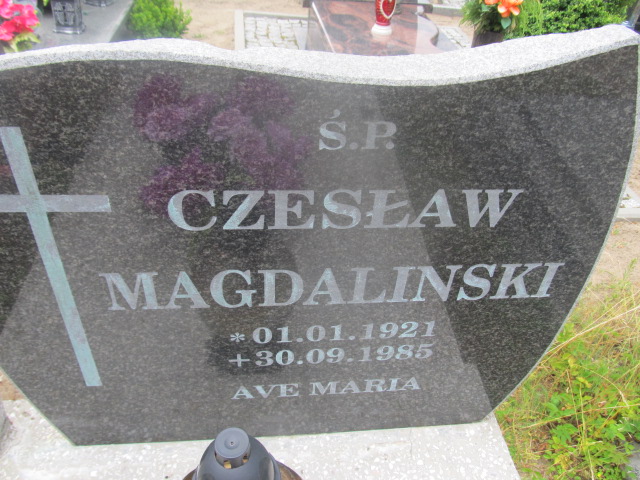 Ś.P.
CZESŁAW
MAGDALINSKI
*01.01.1921
+30.09.1985
AVE MARIA